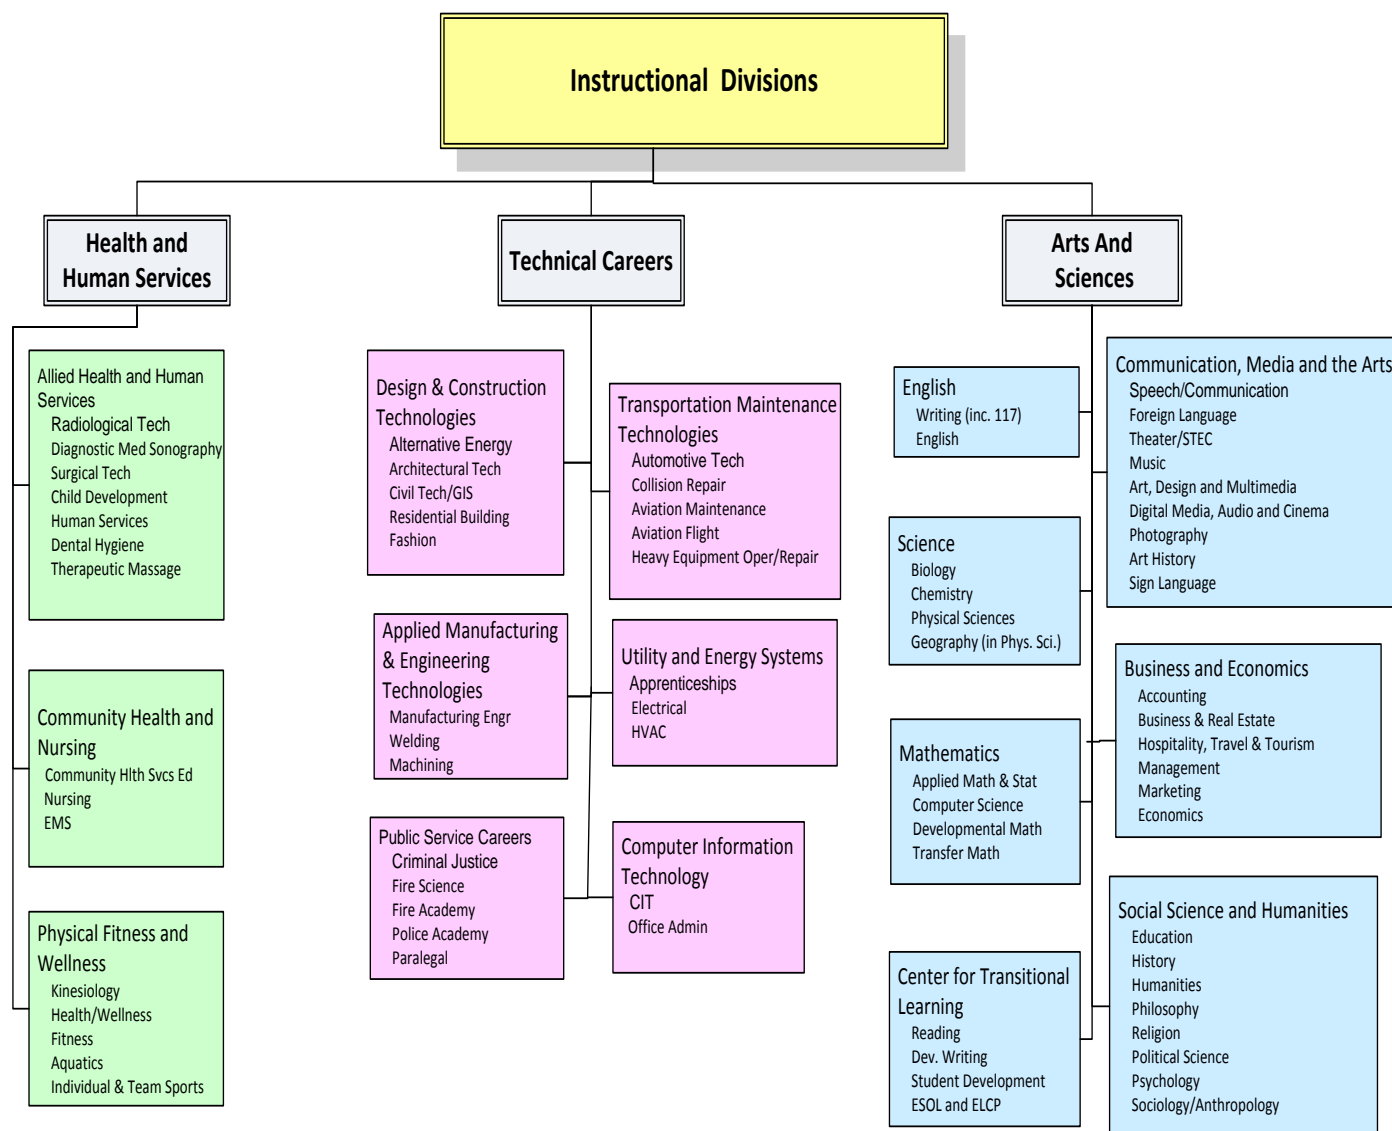 Instructional Divisions
Health and
Human Services
Technical Careers
Arts And
Sciences
Allied Health and Human
Services
Radiological Tech
Diagnostic Med Sonography
Surgical Tech
Child Development
Human Services
Dental Hygiene
Therapeutic Massage
Community Health and
Nursing
Community Hlth Svcs Ed
Nursing
EMS
Physical Fitness and
Wellness
Kinesiology
Health/Wellness
Fitness
Aquatics
Individual & Team Sports
Design & Construction
Technologies
Alternative Energy
Architectural Tech
Civil Tech/GIS
Residential Building
Fashion
Transportation Maintenance
Technologies
Automotive Tech
Collision Repair
Aviation Maintenance
Aviation Flight
Heavy Equipment Oper/Repair
Applied Manufacturing
& Engineering
Technologies
Manufacturing Engr
Welding
Machining
Utility and Energy Systems
Apprenticeships
Electrical
HVAC
Public Service Careers
Criminal Justice
Fire Science
Fire Academy
Police Academy
Paralegal
Computer Information
Technology
CIT
Office Admin
English
Writing (inc. 117)
English
Communication, Media and the Arts
Speech/Communication
Foreign Language
Theater/STEC
Music
Art, Design and Multimedia
Digital Media, Audio and Cinema
Photography
Art History
Sign Language
Science
Biology
Chemistry
Physical Sciences
Geography (in Phys. Sci.)
Business and Economics
Accounting
Business & Real Estate
Hospitality, Travel & Tourism
Management
Marketing
Economics
Mathematics
Applied Math & Stat
Computer Science
Developmental Math
Transfer Math
Social Science and Humanities
Education
History
Humanities
Philosophy
Religion
Political Science
Psychology
Sociology/Anthropology
Center for Transitional
Learning
Reading
Dev. Writing
Student Development
ESOL and ELCP